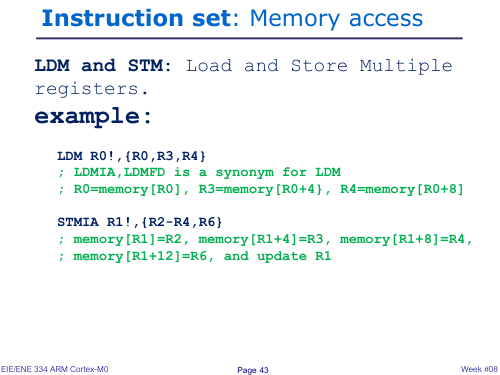 Instruction set: Memory access
LDM and STM: Load and Store Multiple
registers.
example:
LDM R0!,{R0,R3,R4}
; LDMIA,LDMFD is a synonym for LDM
; R0=memory[R0], R3=memory[R0+4}, R4=memory[R0+8]
STMIA R1!,{R2-R4,R6}
; memory[R1]=R2, memory[R1+4]=R3, memory[R1+8]=R4,
; memory[R1+12]=R6, and update R1
EIE/ENE 334 ARM Cortex-M0 Page 43 Week #08